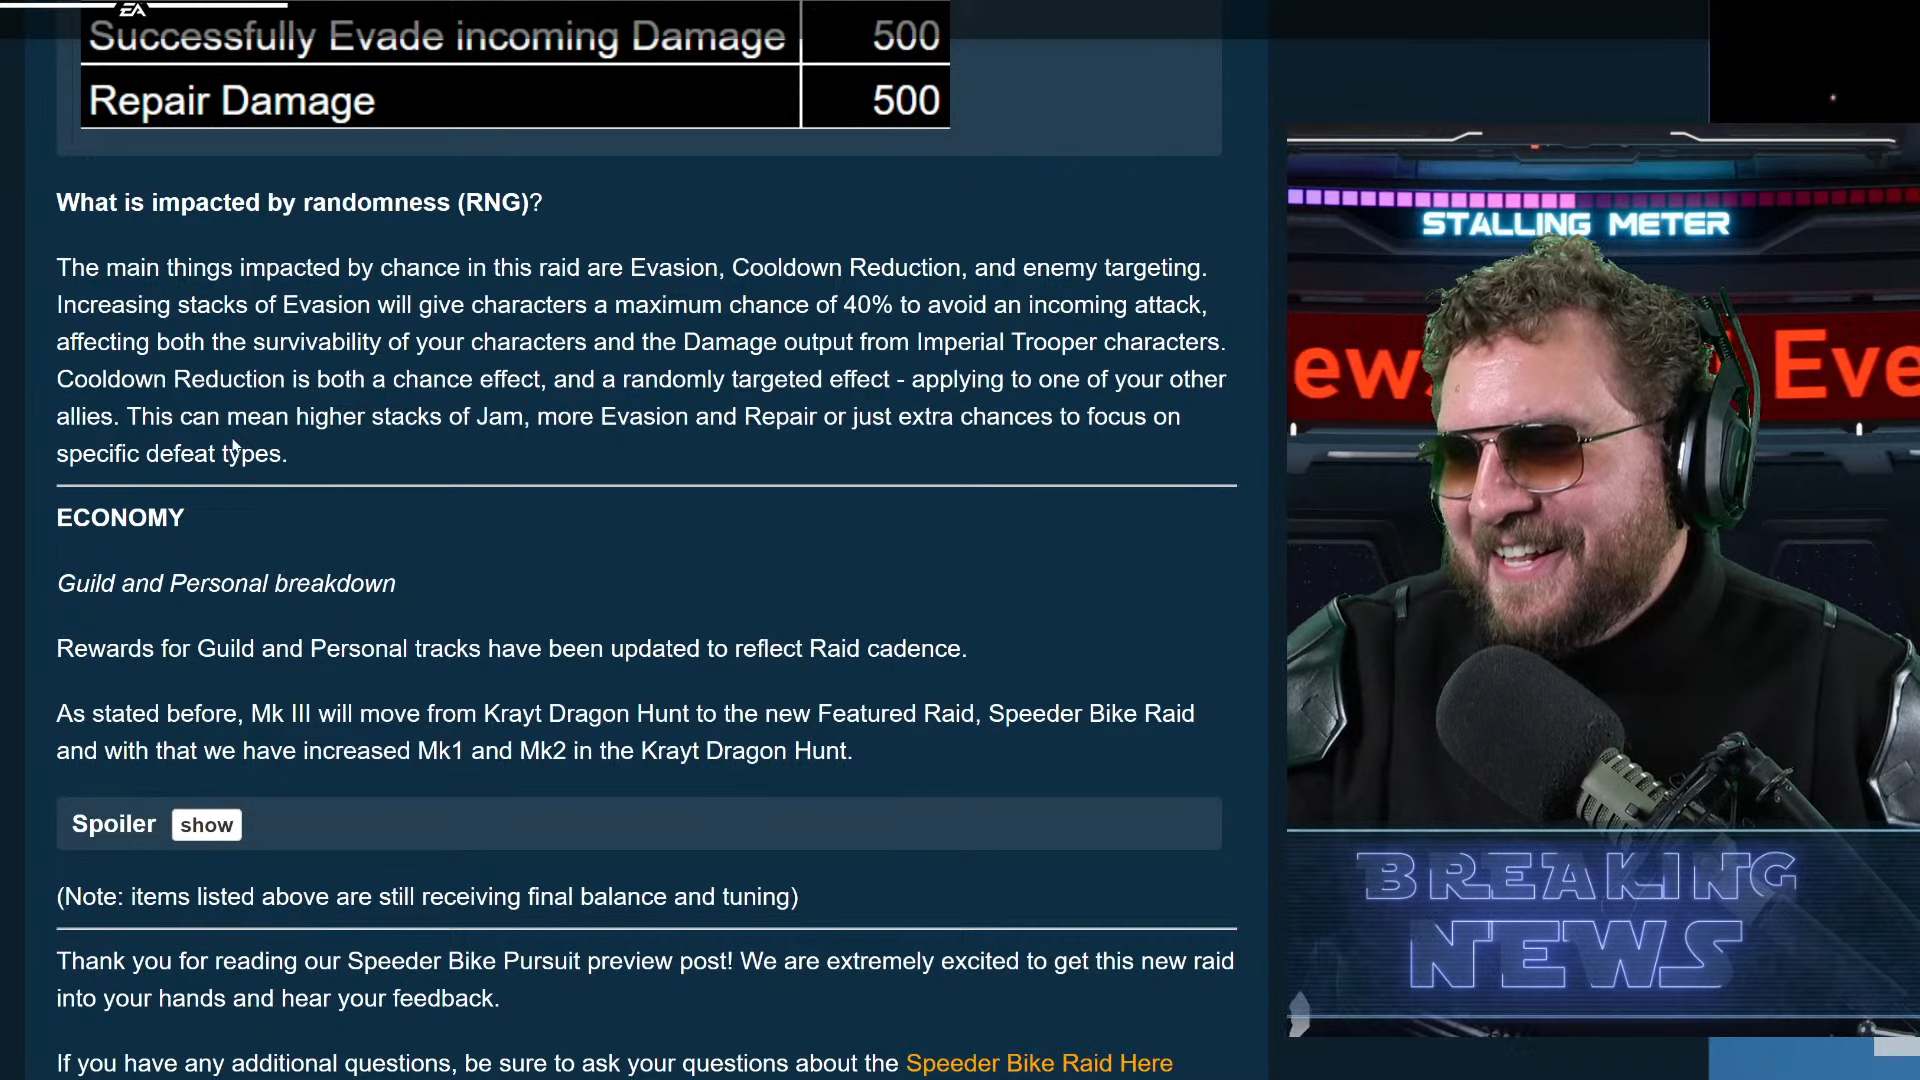 EA
Successfully Evade incoming Damage 500
Repair Damage 500
What is impacted by randomness (RNG)?
The main things impacted by chance in this raid are Evasion, Cooldown Reduction, and enemy targeting.
Increasing stacks of Evasion will give characters a maximum chance of 40% to avoid an incoming attack,
affecting both the survivability of your characters and the Damage output from Imperial Trooper characters.
Cooldown Reduction is both a chance effect, and a randomly targeted effect - applying to one of your other
allies. This can mean higher stacks of Jam, more Evasion and Repair or just extra chances to focus on
specific defeat types.
ECONOMY
Guild and Personal breakdown
Rewards for Guild and Personal tracks have been updated to reflect Raid cadence.
As stated before, Mk III will move from Krayt Dragon Hunt to the new Featured Raid, Speeder Bike Raid
and with that we have increased Mk1 and Mk2 in the Krayt Dragon Hunt.
Spoiler show
(Note: items listed above are still receiving final balance and tuning)
Thank you for reading our Speeder Bike Pursuit preview post! We are extremely excited to get this new raid
into your hands and hear your feedback.
If you have any additional questions, be sure to ask your questions about the Speeder Bike Raid Here
STALLING METER
ews Eve
BREAKING
NEWS